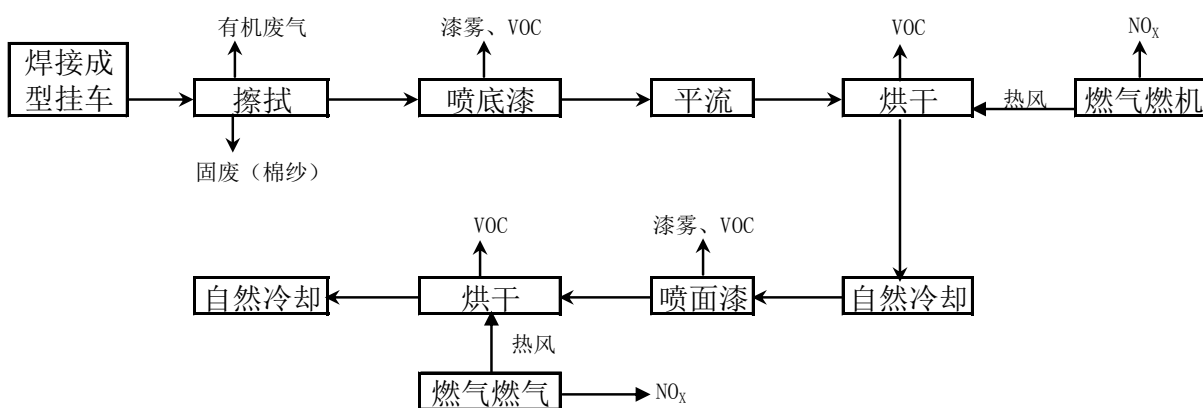 有机废气
漆雾、VOC
VOC
NOX
焊接成
型挂车
擦拭
喷底漆
平流
烘干
热风
燃气燃机
固废（棉纱）
VOC
漆雾、VOC
自然冷却
烘干
喷面漆
自然冷却
热风
燃气燃气
NOX